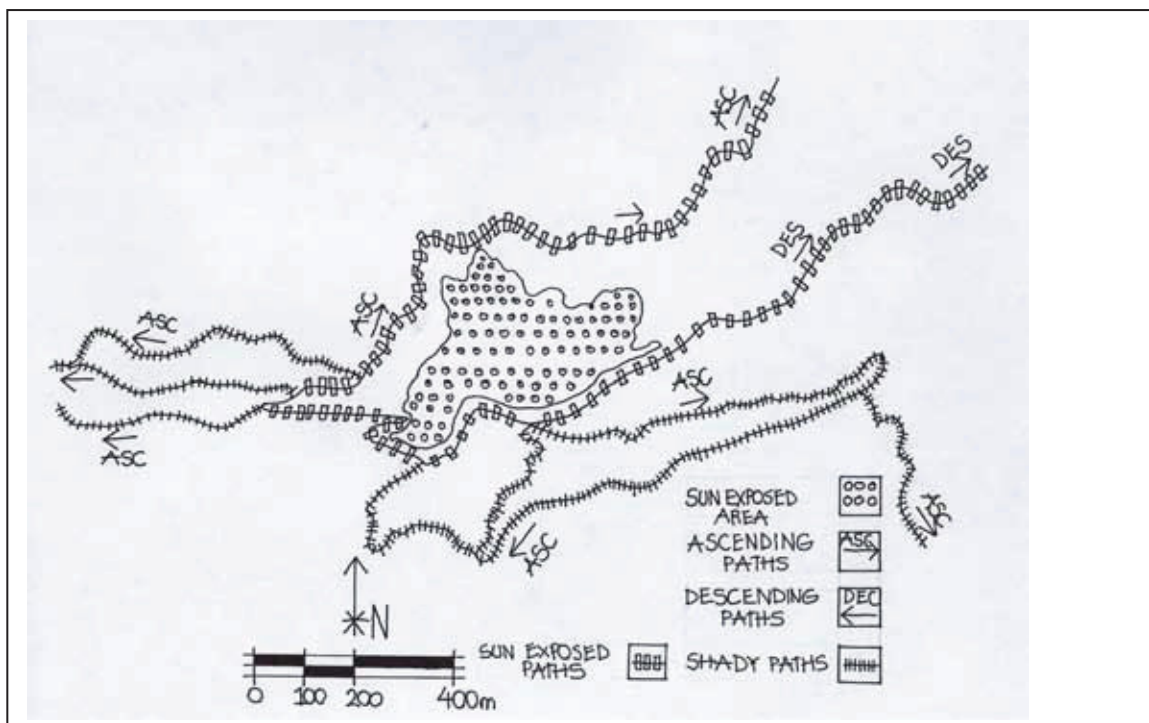 ASC
DES
DES
ASC
ASC
ASC
ASC
ASC
ASC
SUN EXPOSED
AREA
ASCENDING
PATHS
ASC
DESCENDING
PATHS
DEC
N
SUN EXPOSED
PATHS
SHADY PATHS
0 100 200 400m